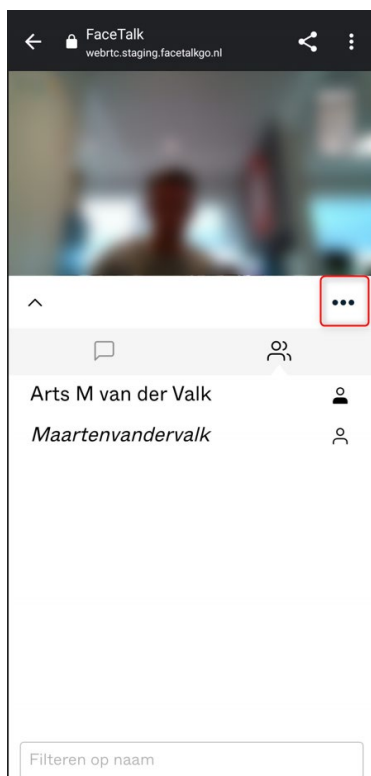 FaceTalk
webrtc.staging.facetalkgo.nl
Arts M van der Valk
Maartenvandervalk
Filteren op naam